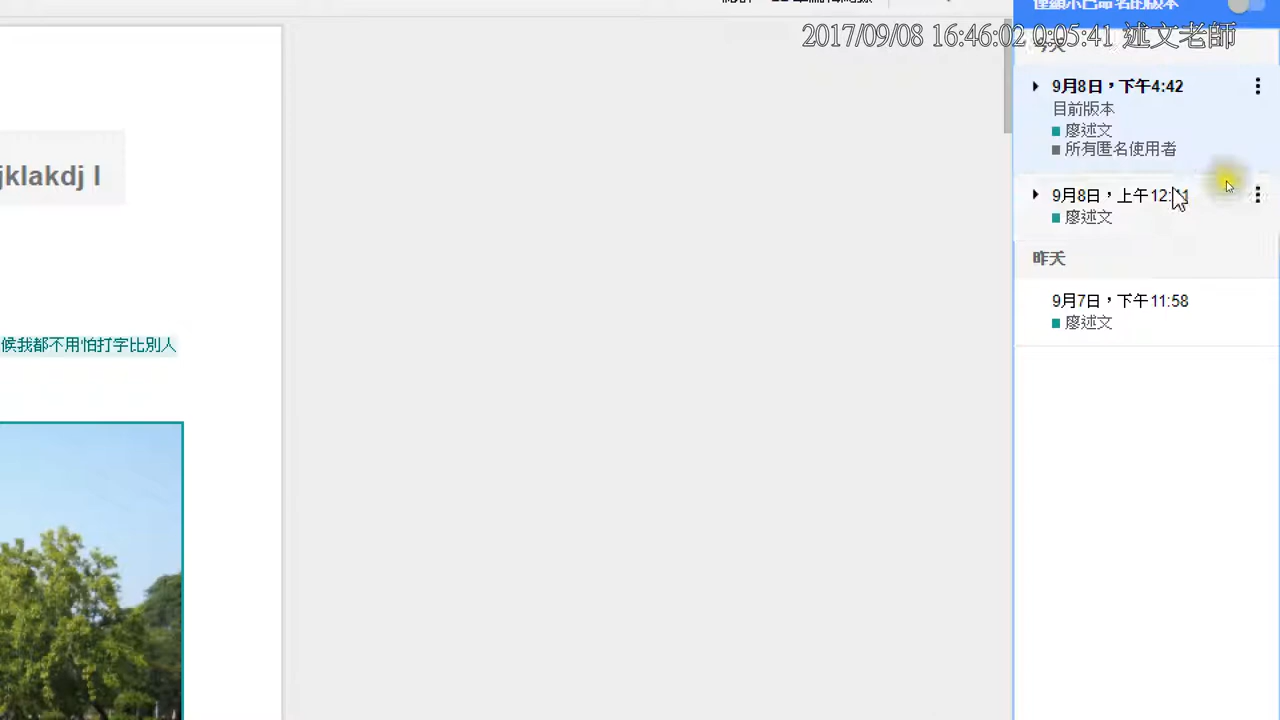 2017/09/08 16:46:02 0:05:41 述文老師
今天
9月8日，下午4:42
目前版本
廖述文
所有匿名使用者
9月8日，上午12:
廖述文
昨天
9月7日，下午11:58
廖述文
jklakdj l
候我都不用怕打字比別人